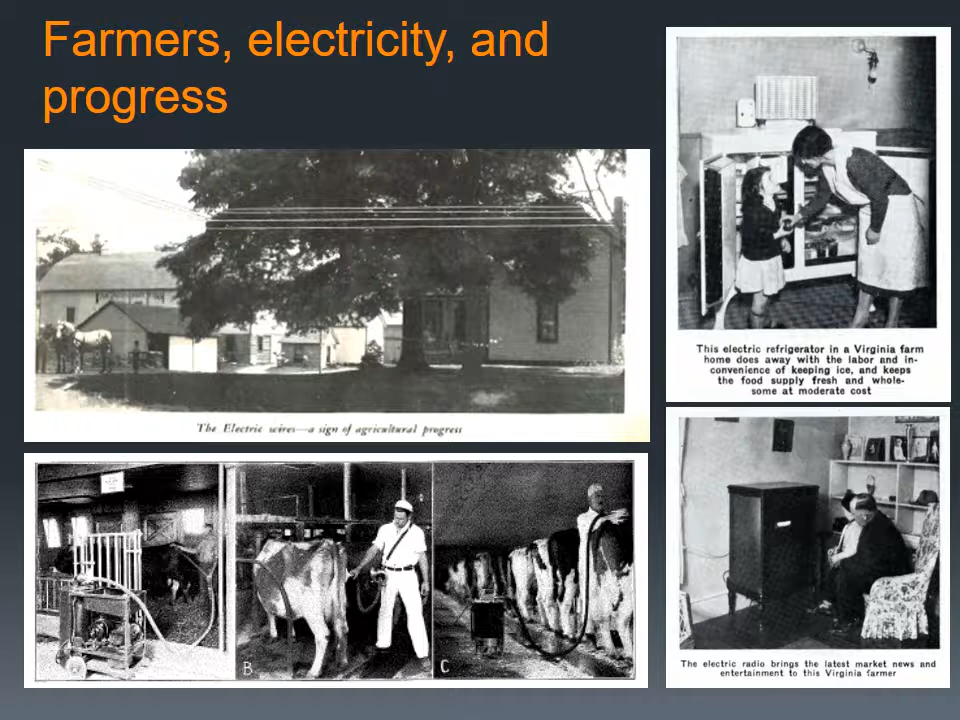 Farmers, electricity, and
progress
The Electric wires—a sign of agricultural progress
B
C
This electric refrigerator in a Virginia farm
home does away with the labor and in-
convenience of keeping ice, and keeps
the food supply fresh and whole-
some at moderate cost
The electric radio brings the latest market news and
entertainment to this Virginia farmer